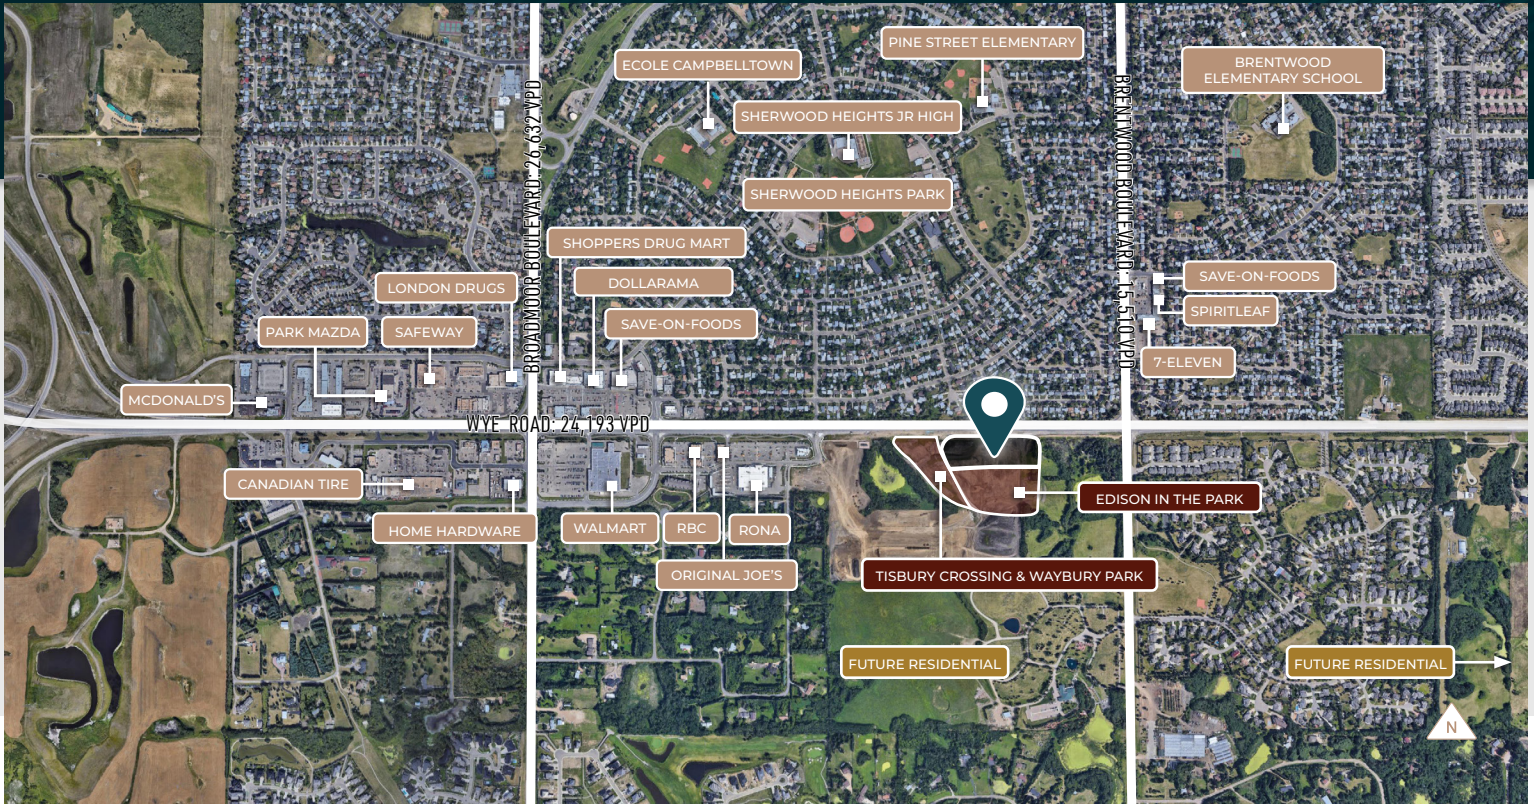 PINE STREET ELEMENTARY
ECOLE CAMPBELLTOWN
BRENTWOOD
ELEMENTARY SCHOOL
SHERWOOD HEIGHTS JR HIGH
SHERWOOD HEIGHTS PARK
BROADMOOR BOULEVARD: 26,632 VPD
BRENTWOOD BOULEVARD: 15,510 VPD
SHOPPERS DRUG MART
DOLLARAMA
SAVE-ON-FOODS
LONDON DRUGS
PARK MAZDA
SAFEWAY
SAVE-ON-FOODS
SPIRITLEAF
7-ELEVEN
MCDONALD'S
WYE ROAD: 24,193 VPD
CANADIAN TIRE
HOME HARDWARE
WALMART
RBC
RONA
ORIGINAL JOE'S
EDISON IN THE PARK
TISBURY CROSSING & WAYBURY PARK
FUTURE RESIDENTIAL
FUTURE RESIDENTIAL
N